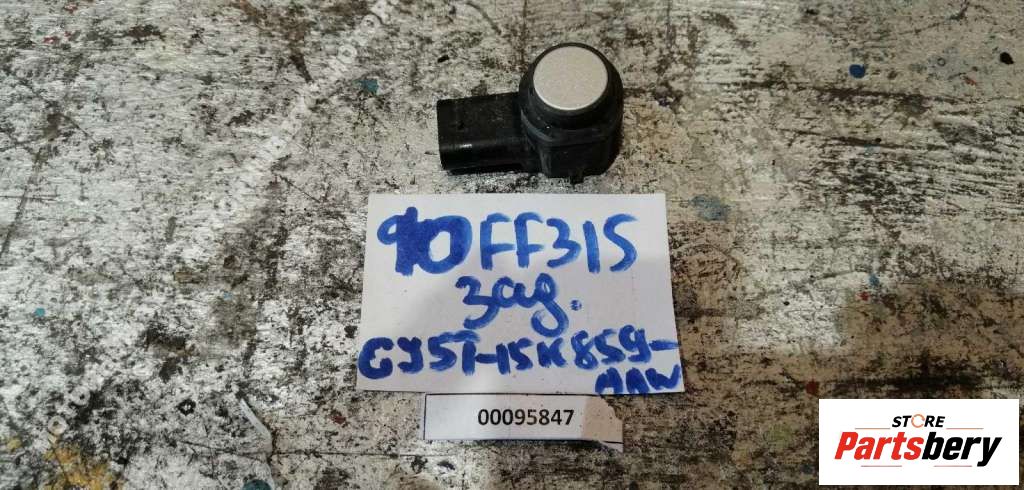 90FF315
зад.
GJ5T-15K859-
AAW
00095847
STORE
Partsbery